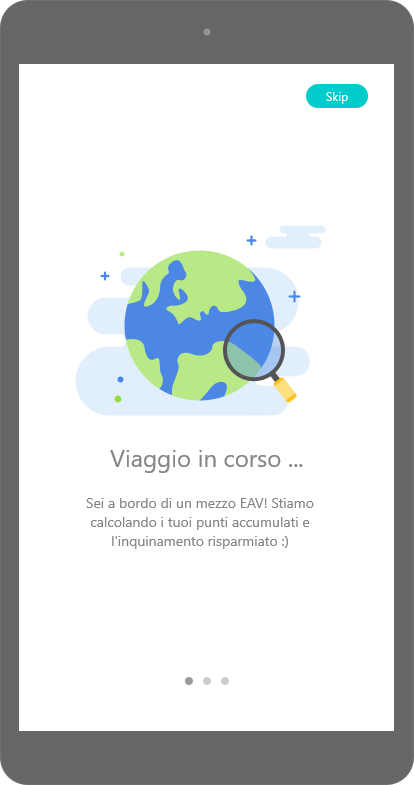 Skip
Viaggio in corso ...
Sei a bordo di un mezzo EAV! Stiamo
calcolando i tuoi punti accumulati e
l'inquinamento risparmiato :)